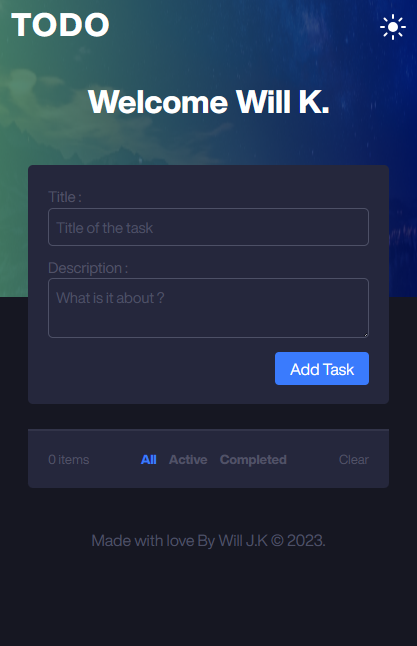 TODO
Welcome Will K.
Title :
Title of the task
Description :
What is it about ?
Add Task
0 items All Active Completed Clear
Made with love By Will J.K © 2023.